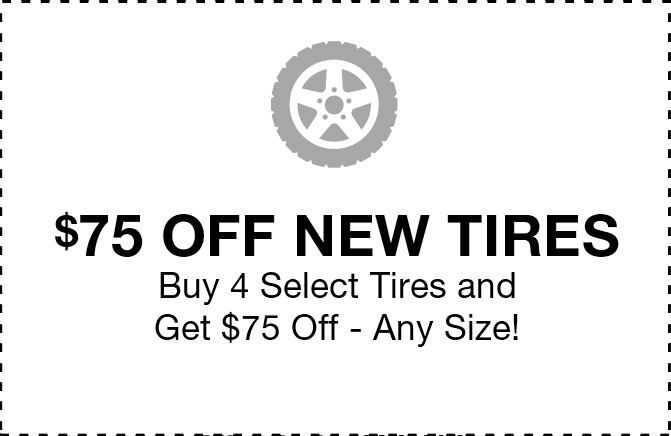 $75 OFF NEW TIRES
Buy 4 Select Tires and
Get $75 Off - Any Size!